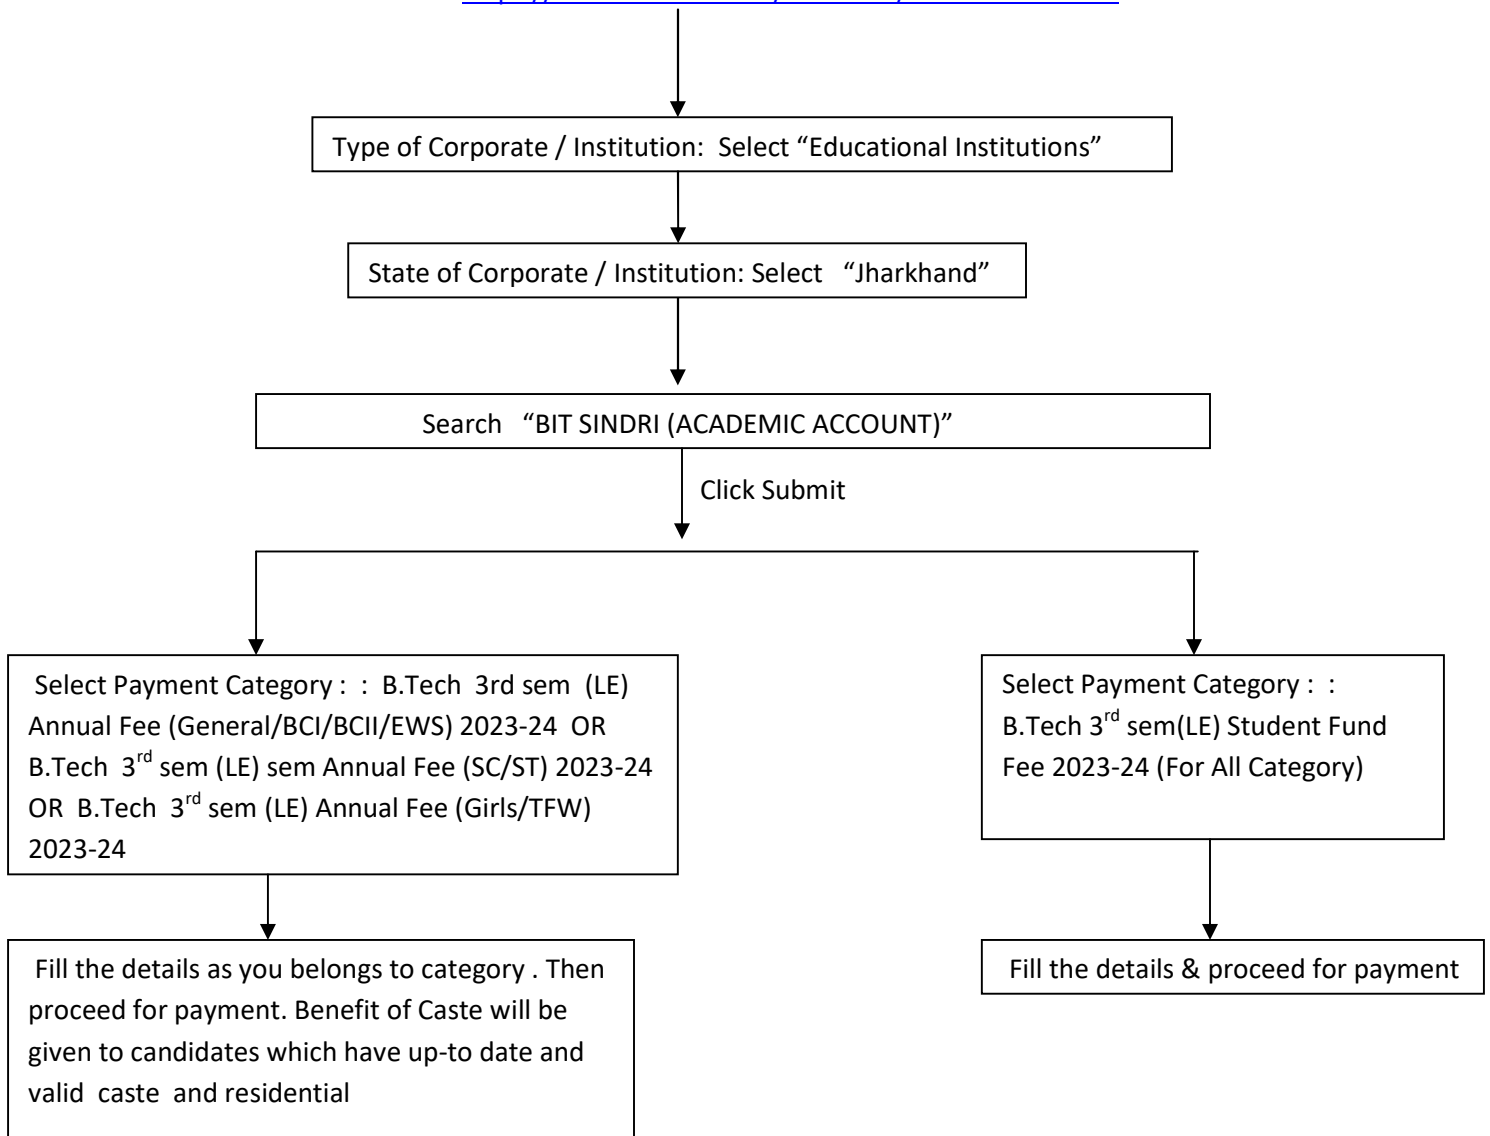 Type of Corporate / Institution:  Select “Educational Institutions”
State of Corporate / Institution: Select   “Jharkhand”
Search   “BIT SINDRI (ACADEMIC ACCOUNT)”
Click Submit
Select Payment Category :  :  B.Tech  3rd sem  (LE)
Annual Fee (General/BCI/BCII/EWS) 2023-24  OR
B.Tech  3rd sem (LE) sem Annual Fee (SC/ST) 2023-24
OR  B.Tech  3rd sem (LE) Annual Fee (Girls/TFW)
2023-24
Select Payment Category :  :
B.Tech 3rd sem(LE) Student Fund
Fee 2023-24 (For All Category)
Fill the details as you belongs to category . Then
proceed for payment. Benefit of Caste will be
given to candidates which have up-to date and
valid  caste  and residential
Fill the details & proceed for payment